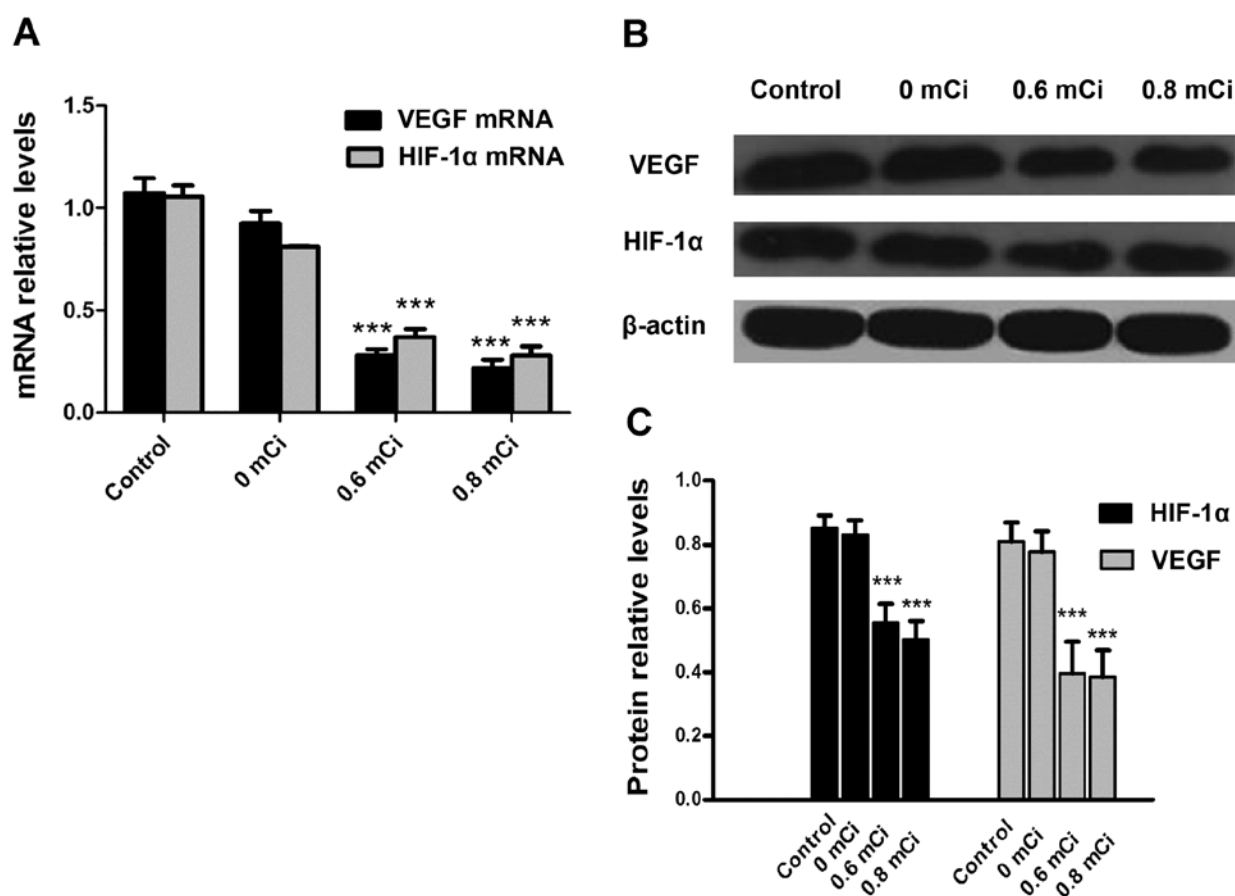 A
mRNA relative levels
1.5
1.0
0.5
0.0
VEGF mRNA
HIF-1α mRNA
***
***
***
***
Control
0 mCi
0.6 mCi
0.8 mCi
B
Control 0 mCi 0.6 mCi 0.8 mCi
VEGF
HIF-1α
β-actin
C
Protein relative levels
1.0
0.8
0.6
0.4
0.2
0.0
HIF-1α
VEGF
***
***
***
***
Control
0 mCi
0.6 mCi
0.8 mCi
Control
0 mCi
0.6 mCi
0.8 mCi